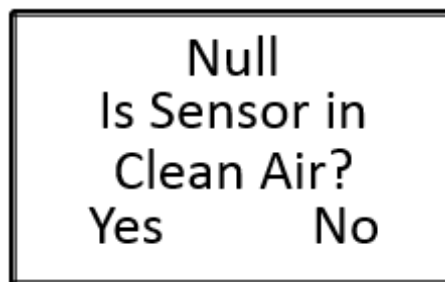 Null
Is Sensor in
Clean Air?
Yes No